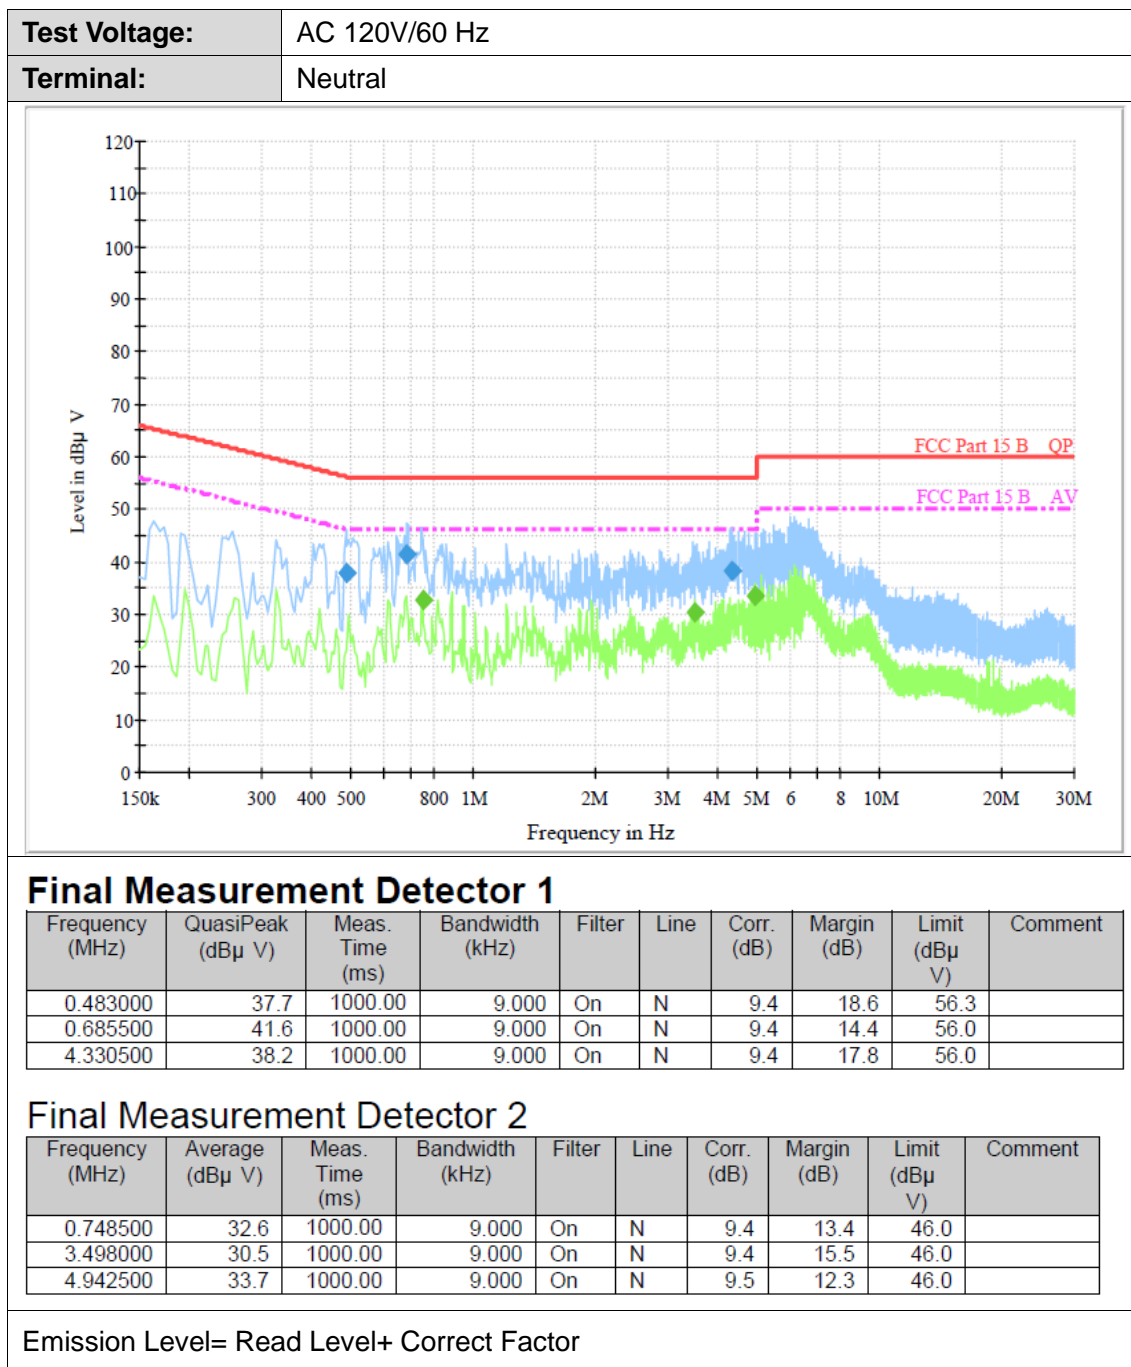 Test Voltage: AC 120V/60 Hz
Terminal: Neutral
120
110
100
90
80
70
60
50
40
30
20
10
0
Level in dBµ V
FCC Part 15 B QP
FCC Part 15 B AV
150k 300 400 500 800 1M 2M 3M 4M 5M 6 8 10M 20M 30M
Frequency in Hz
Final Measurement Detector 1
Frequency (MHz) QuasiPeak (dBµ V) Meas. Time (ms) Bandwidth (kHz) Filter Line Corr. (dB) Margin (dB) Limit (dBµ V) Comment
0.483000 37.7 1000.00 9.000 On N 9.4 18.6 56.3
0.685500 41.6 1000.00 9.000 On N 9.4 14.4 56.0
4.330500 38.2 1000.00 9.000 On N 9.4 17.8 56.0
Final Measurement Detector 2
Frequency (MHz) Average (dBµ V) Meas. Time (ms) Bandwidth (kHz) Filter Line Corr. (dB) Margin (dB) Limit (dBµ V) Comment
0.748500 32.6 1000.00 9.000 On N 9.4 13.4 46.0
3.498000 30.5 1000.00 9.000 On N 9.4 15.5 46.0
4.942500 33.7 1000.00 9.000 On N 9.5 12.3 46.0
Emission Level= Read Level+ Correct Factor